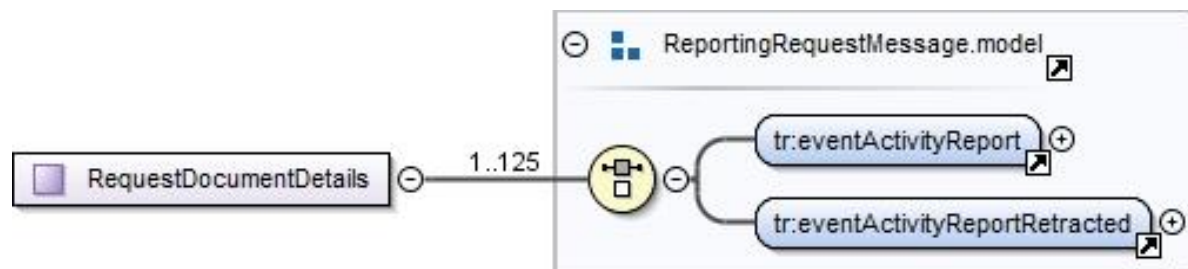 ReportingRequestMessage.model
tr:eventActivityReport
RequestDocumentDetails
1..125
tr:eventActivityReportRetracted